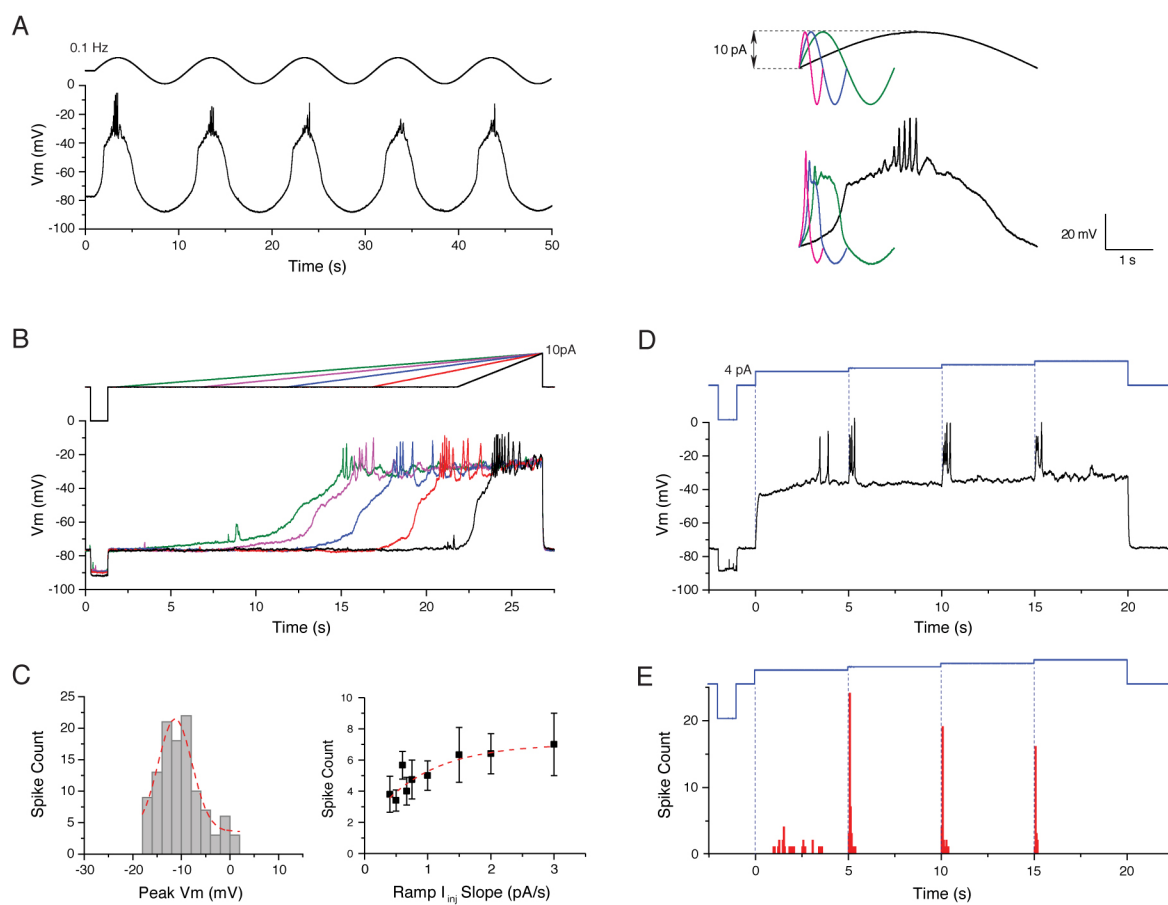 A
0.1 Hz
0
-20
-40
-60
-80
-100
Vm (mV)
0 10 20 30 40 50
Time (s)
10 pA
20 mV
1 s
B
10pA
0
-20
-40
-60
-80
-100
Vm (mV)
0 5 10 15 20 25
Time (s)
D
4 pA
0
-20
-40
-60
-80
-100
Vm (mV)
0 5 10 15 20
Time (s)
C
25
20
15
10
5
0
Spike Count
-30 -20 -10 0 10
Peak Vm (mV)
10
8
6
4
2
0
Spike Count
0 1 2 3
Ramp I inj Slope (pA/s)
E
20
10
0
Spike Count
0 5 10 15 20
Time (s)